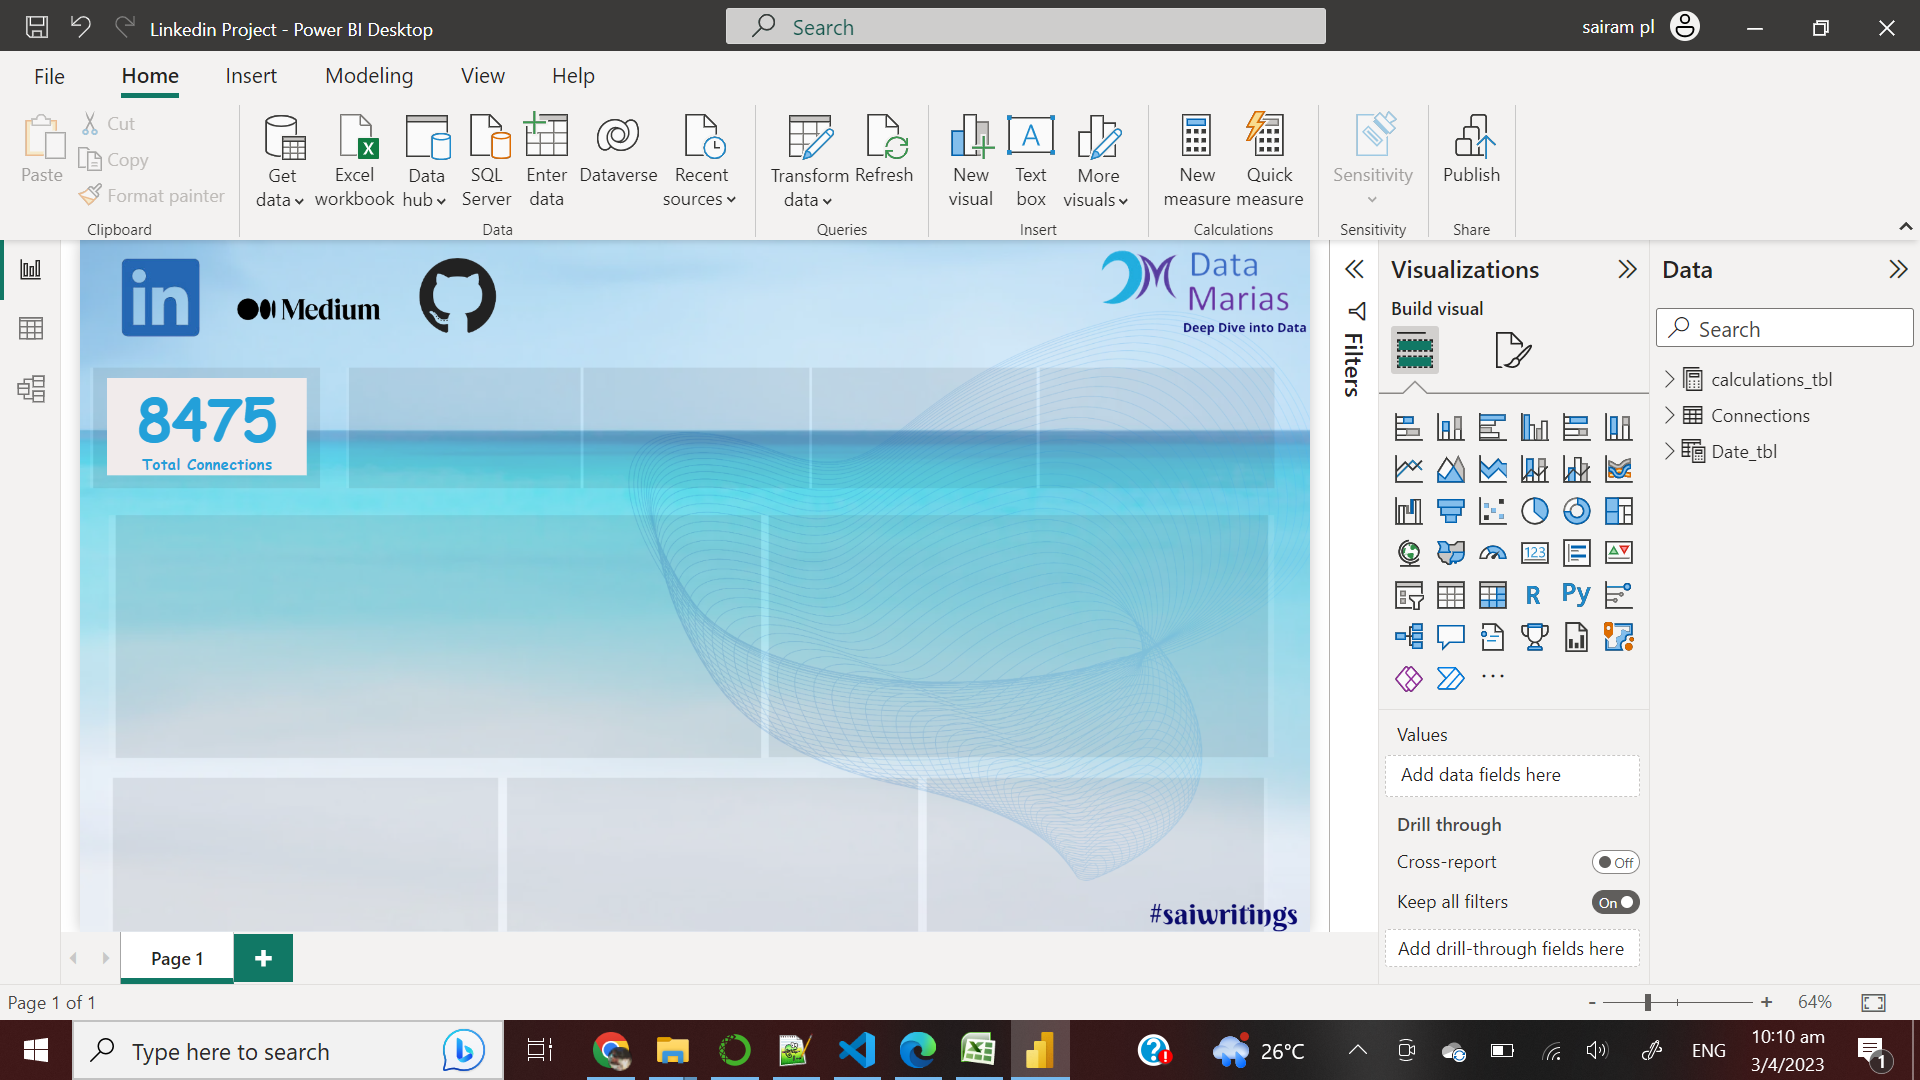 Linkedin Project - Power BI Desktop
Search
sairam pl
File
Home
Insert
Modeling
View
Help
Paste
Cut
Copy
Format painter
Clipboard
Get data
Excel workbook
Data hub
SQL Server
Enter data
Dataverse
Recent sources
Data
Transform data
Refresh
Queries
New visual
Text box
More visuals
Insert
New measure
Quick measure
Calculations
Sensitivity
Sensitivity
Publish
Share
in
Medium
Data
Marias
Deep Dive into Data
8475
Total Connections
#saiwritings
Filters
Visualizations
Build visual
123
R
Py
Values
Add data fields here
Drill through
Cross-report
Off
Keep all filters
On
Add drill-through fields here
Data
Search
calculations_tbl
Connections
Date_tbl
Page 1
Page 1 of 1
64%
Type here to search
26°C
ENG
10:10 am
3/4/2023
1